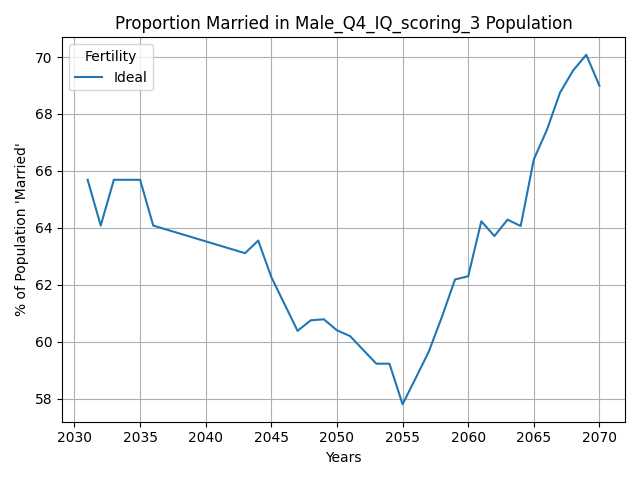 Proportion Married in Male_Q4_IQ_scoring_3 Population
Fertility
Ideal
% of Population 'Married'
70
68
66
64
62
60
58
2030 2035 2040 2045 2050 2055 2060 2065 2070
Years